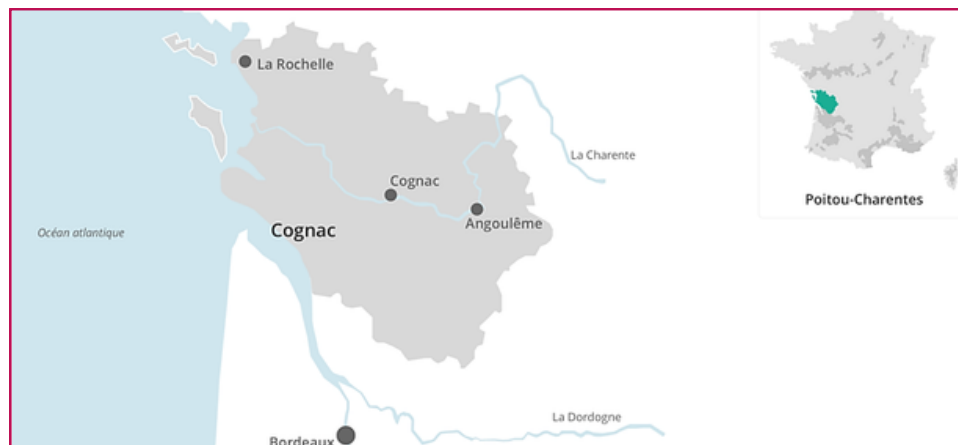 La Rochelle
La Charente
Cognac
Poitou-Charentes
Angoulême
Cognac
Océan atlantique
La Dordogne
Bordeaux